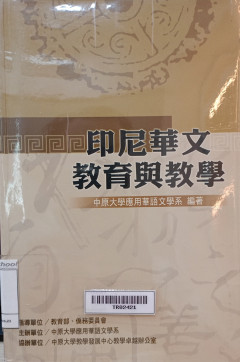 印尼華文
教育與教學
中原大學應用華語文學系 編著
指導單位/教育部、僑務委員會
主辦單位/中原大學應用華語文學系
協辦單位/中原大學教學發展中心教學卓越辦公室